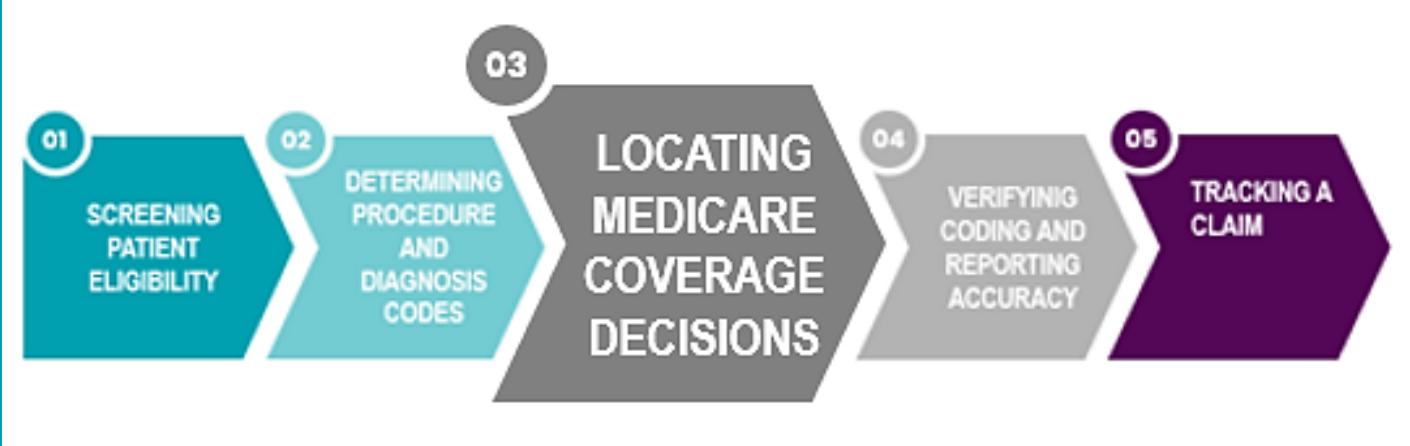 01
SCREENING
PATIENT
ELIGIBILITY
02
DETERMINING
PROCEDURE
AND
DIAGNOSIS
CODES
03
LOCATING
MEDICARE
COVERAGE
DECISIONS
04
VERIFYINIG
CODING AND
REPORTING
ACCURACY
05
TRACKING A
CLAIM